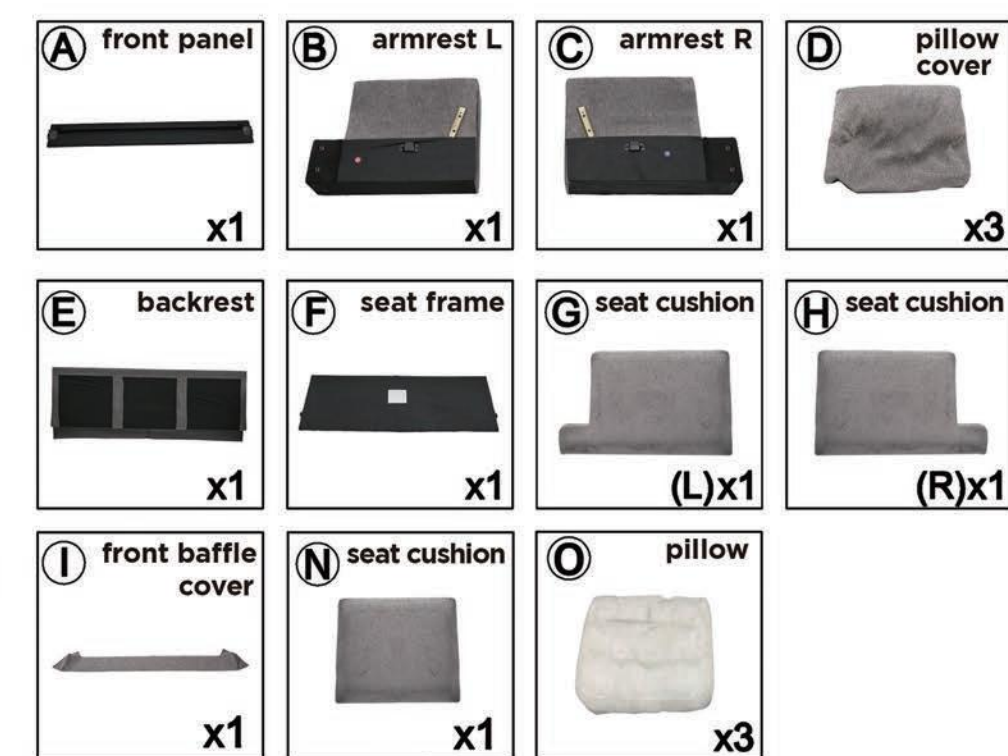 A front panel
x1
B armrest L
x1
C armrest R
x1
D pillow
cover
x3
E backrest
x1
F seat frame
x1
G seat cushion
(L)x1
H seat cushion
(R)x1
I front baffle
cover
x1
N seat cushion
x1
O pillow
x3